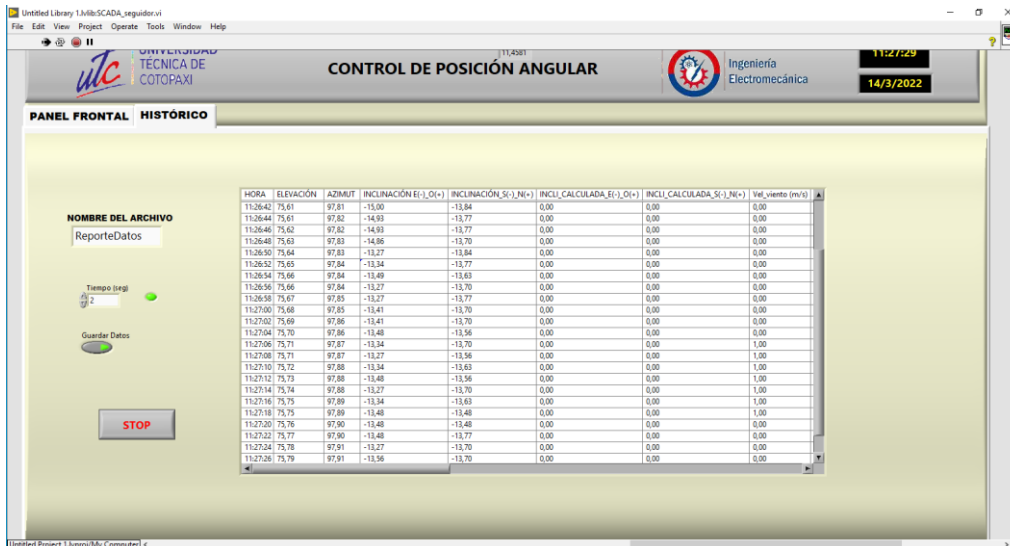 Untitled Library 1.lvlib:SCADA_seguidor.vi
File Edit View Project Operate Tools Window Help
UNIVERSIDAD
TÉCNICA DE
COTOPAXI
utc
11,4581
CONTROL DE POSICIÓN ANGULAR
Ingeniería
Electromecánica
11:27:29
14/3/2022
PANEL FRONTAL HISTÓRICO
NOMBRE DEL ARCHIVO
ReporteDatos
Tiempo (seg)
2
Guardar Datos
STOP
HORA ELEVACIÓN AZIMUT INCLINACIÓN E(-)_O(+) INCLINACIÓN_S(-)_N(+) INCLI_CALCULADA_E(-)_O(+) INCLI_CALCULADA_S(-)_N(+) Vel_viento (m/s)
11:26:42 75,61 97,81 -15,00 -13,84 0,00 0,00 0,00
11:26:44 75,61 97,82 -14,93 -13,77 0,00 0,00 0,00
11:26:46 75,62 97,82 -14,93 -13,77 0,00 0,00 0,00
11:26:48 75,63 97,83 -14,86 -13,70 0,00 0,00 0,00
11:26:50 75,64 97,83 -13,27 -13,84 0,00 0,00 0,00
11:26:52 75,65 97,84 -13,34 -13,77 0,00 0,00 0,00
11:26:54 75,66 97,84 -13,49 -13,63 0,00 0,00 0,00
11:26:56 75,66 97,84 -13,27 -13,70 0,00 0,00 0,00
11:26:58 75,67 97,85 -13,27 -13,77 0,00 0,00 0,00
11:27:00 75,68 97,85 -13,41 -13,70 0,00 0,00 0,00
11:27:02 75,69 97,86 -13,41 -13,70 0,00 0,00 0,00
11:27:04 75,70 97,86 -13,48 -13,56 0,00 0,00 0,00
11:27:06 75,71 97,87 -13,34 -13,70 0,00 0,00 1,00
11:27:08 75,71 97,87 -13,27 -13,56 0,00 0,00 1,00
11:27:10 75,72 97,88 -13,34 -13,63 0,00 0,00 1,00
11:27:12 75,73 97,88 -13,48 -13,56 0,00 0,00 1,00
11:27:14 75,74 97,88 -13,27 -13,70 0,00 0,00 1,00
11:27:16 75,75 97,89 -13,34 -13,63 0,00 0,00 1,00
11:27:18 75,75 97,89 -13,48 -13,48 0,00 0,00 1,00
11:27:20 75,76 97,90 -13,48 -13,48 0,00 0,00 0,00
11:27:22 75,77 97,90 -13,48 -13,77 0,00 0,00 0,00
11:27:24 75,78 97,91 -13,27 -13,70 0,00 0,00 0,00
11:27:26 75,79 97,91 -13,56 -13,70 0,00 0,00 0,00
Untitled Project 1.lvproj/My Computer